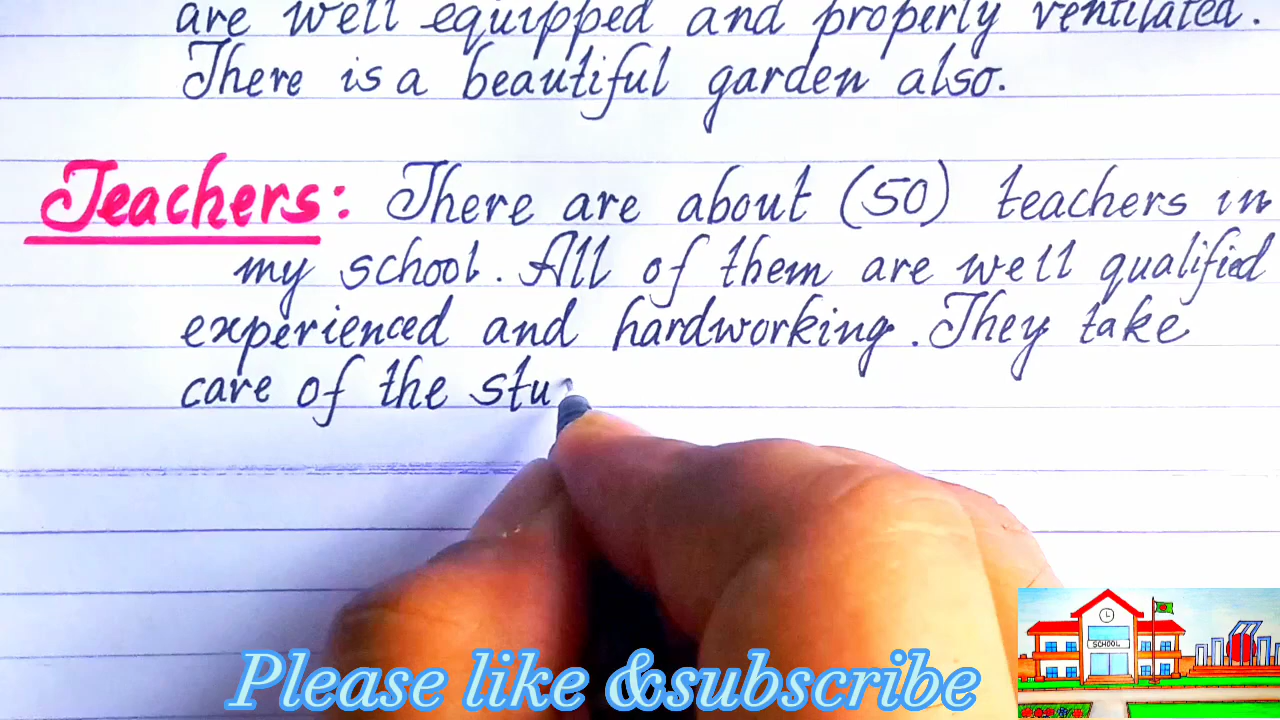 are well equipped and properly ventilated.
There is a beautiful garden also.
Teachers: There are about (50) teachers in
my school. All of them are well qualified
experienced and hardworking. They take
care of the stu
SCHOOL
Please like &subscribe